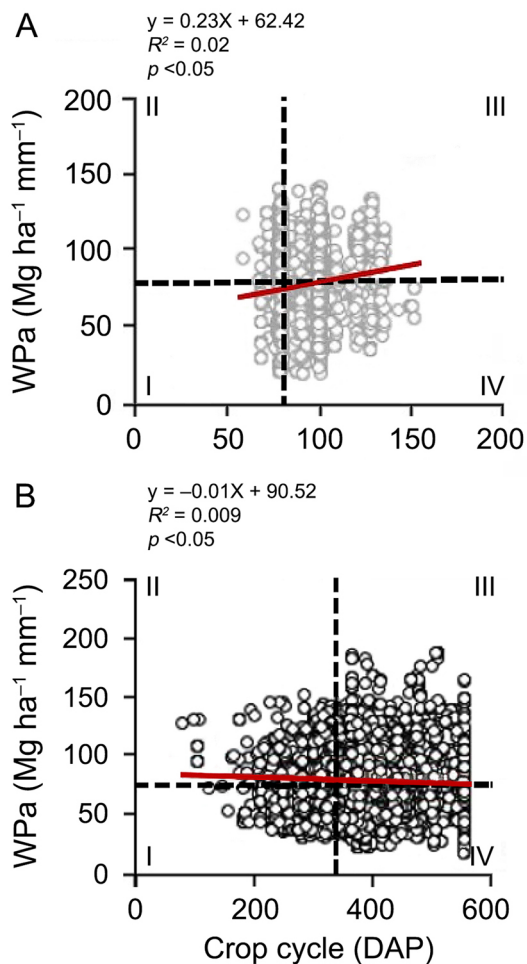 A
y = 0.23X + 62.42
R² = 0.02
p <0.05
WPa (Mg ha⁻¹ mm⁻¹)
200
150
100
50
0
II
III
I
IV
0
50
100
150
200
B
y = –0.01X + 90.52
R² = 0.009
p <0.05
WPa (Mg ha⁻¹ mm⁻¹)
250
200
150
100
50
0
II
III
I
IV
0
200
400
600
Crop cycle (DAP)